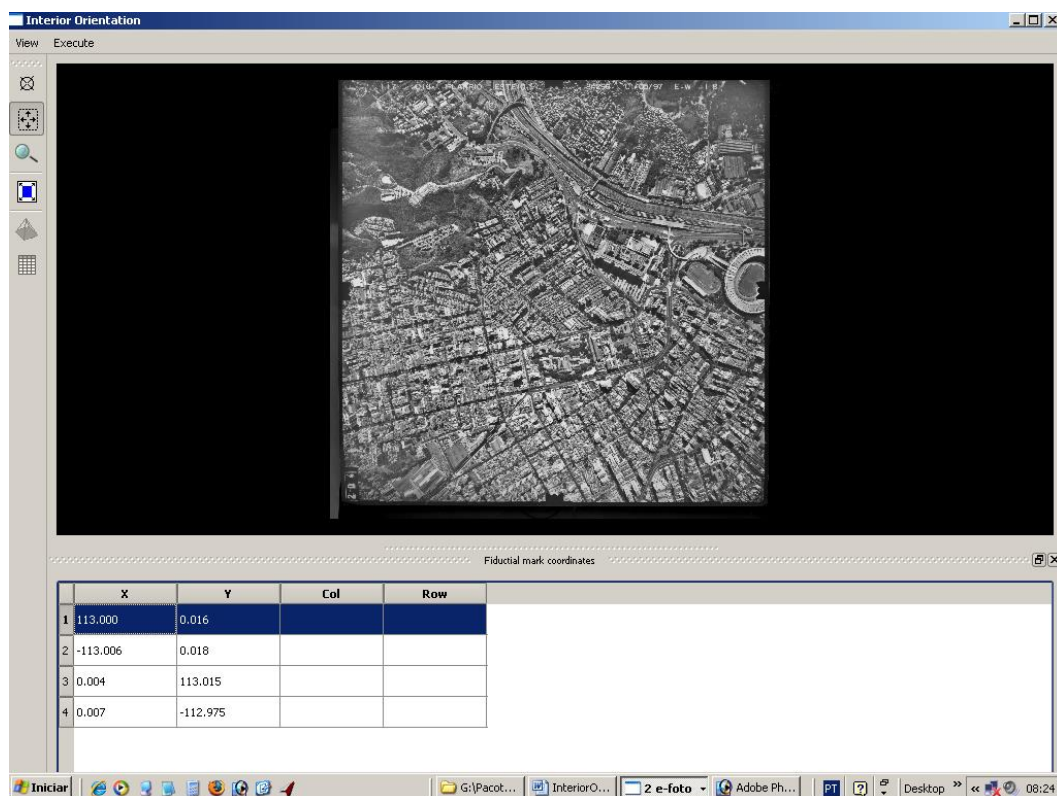 Interior Orientation
View Execute
Fiductial mark coordinates
X Y Col Row
1 113.000 0.016
2 -113.006 0.018
3 0.004 113.015
4 0.007 -112.975
Iniciar G:\Pacot... InteriorO... 2 e-foto Adobe Ph... PT Desktop » « 08:24